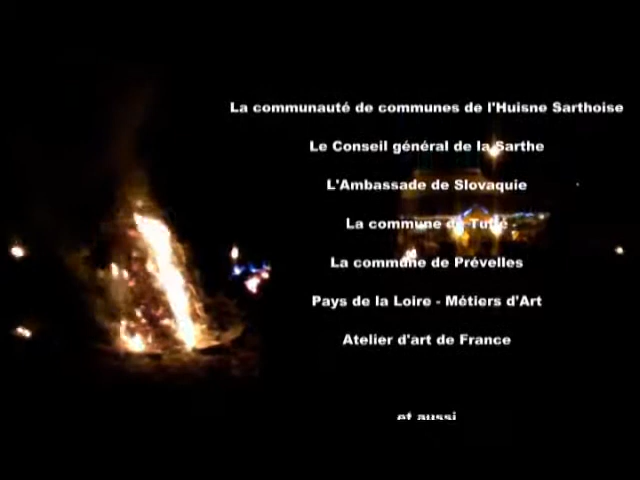 La communauté de communes de l'Huisne Sarthoise
Le Conseil général de la Sarthe
L'Ambassade de Slovaquie
La commune de Tuffé
La commune de Prévelles
Pays de la Loire - Métiers d'Art
Atelier d'art de France
et aussi